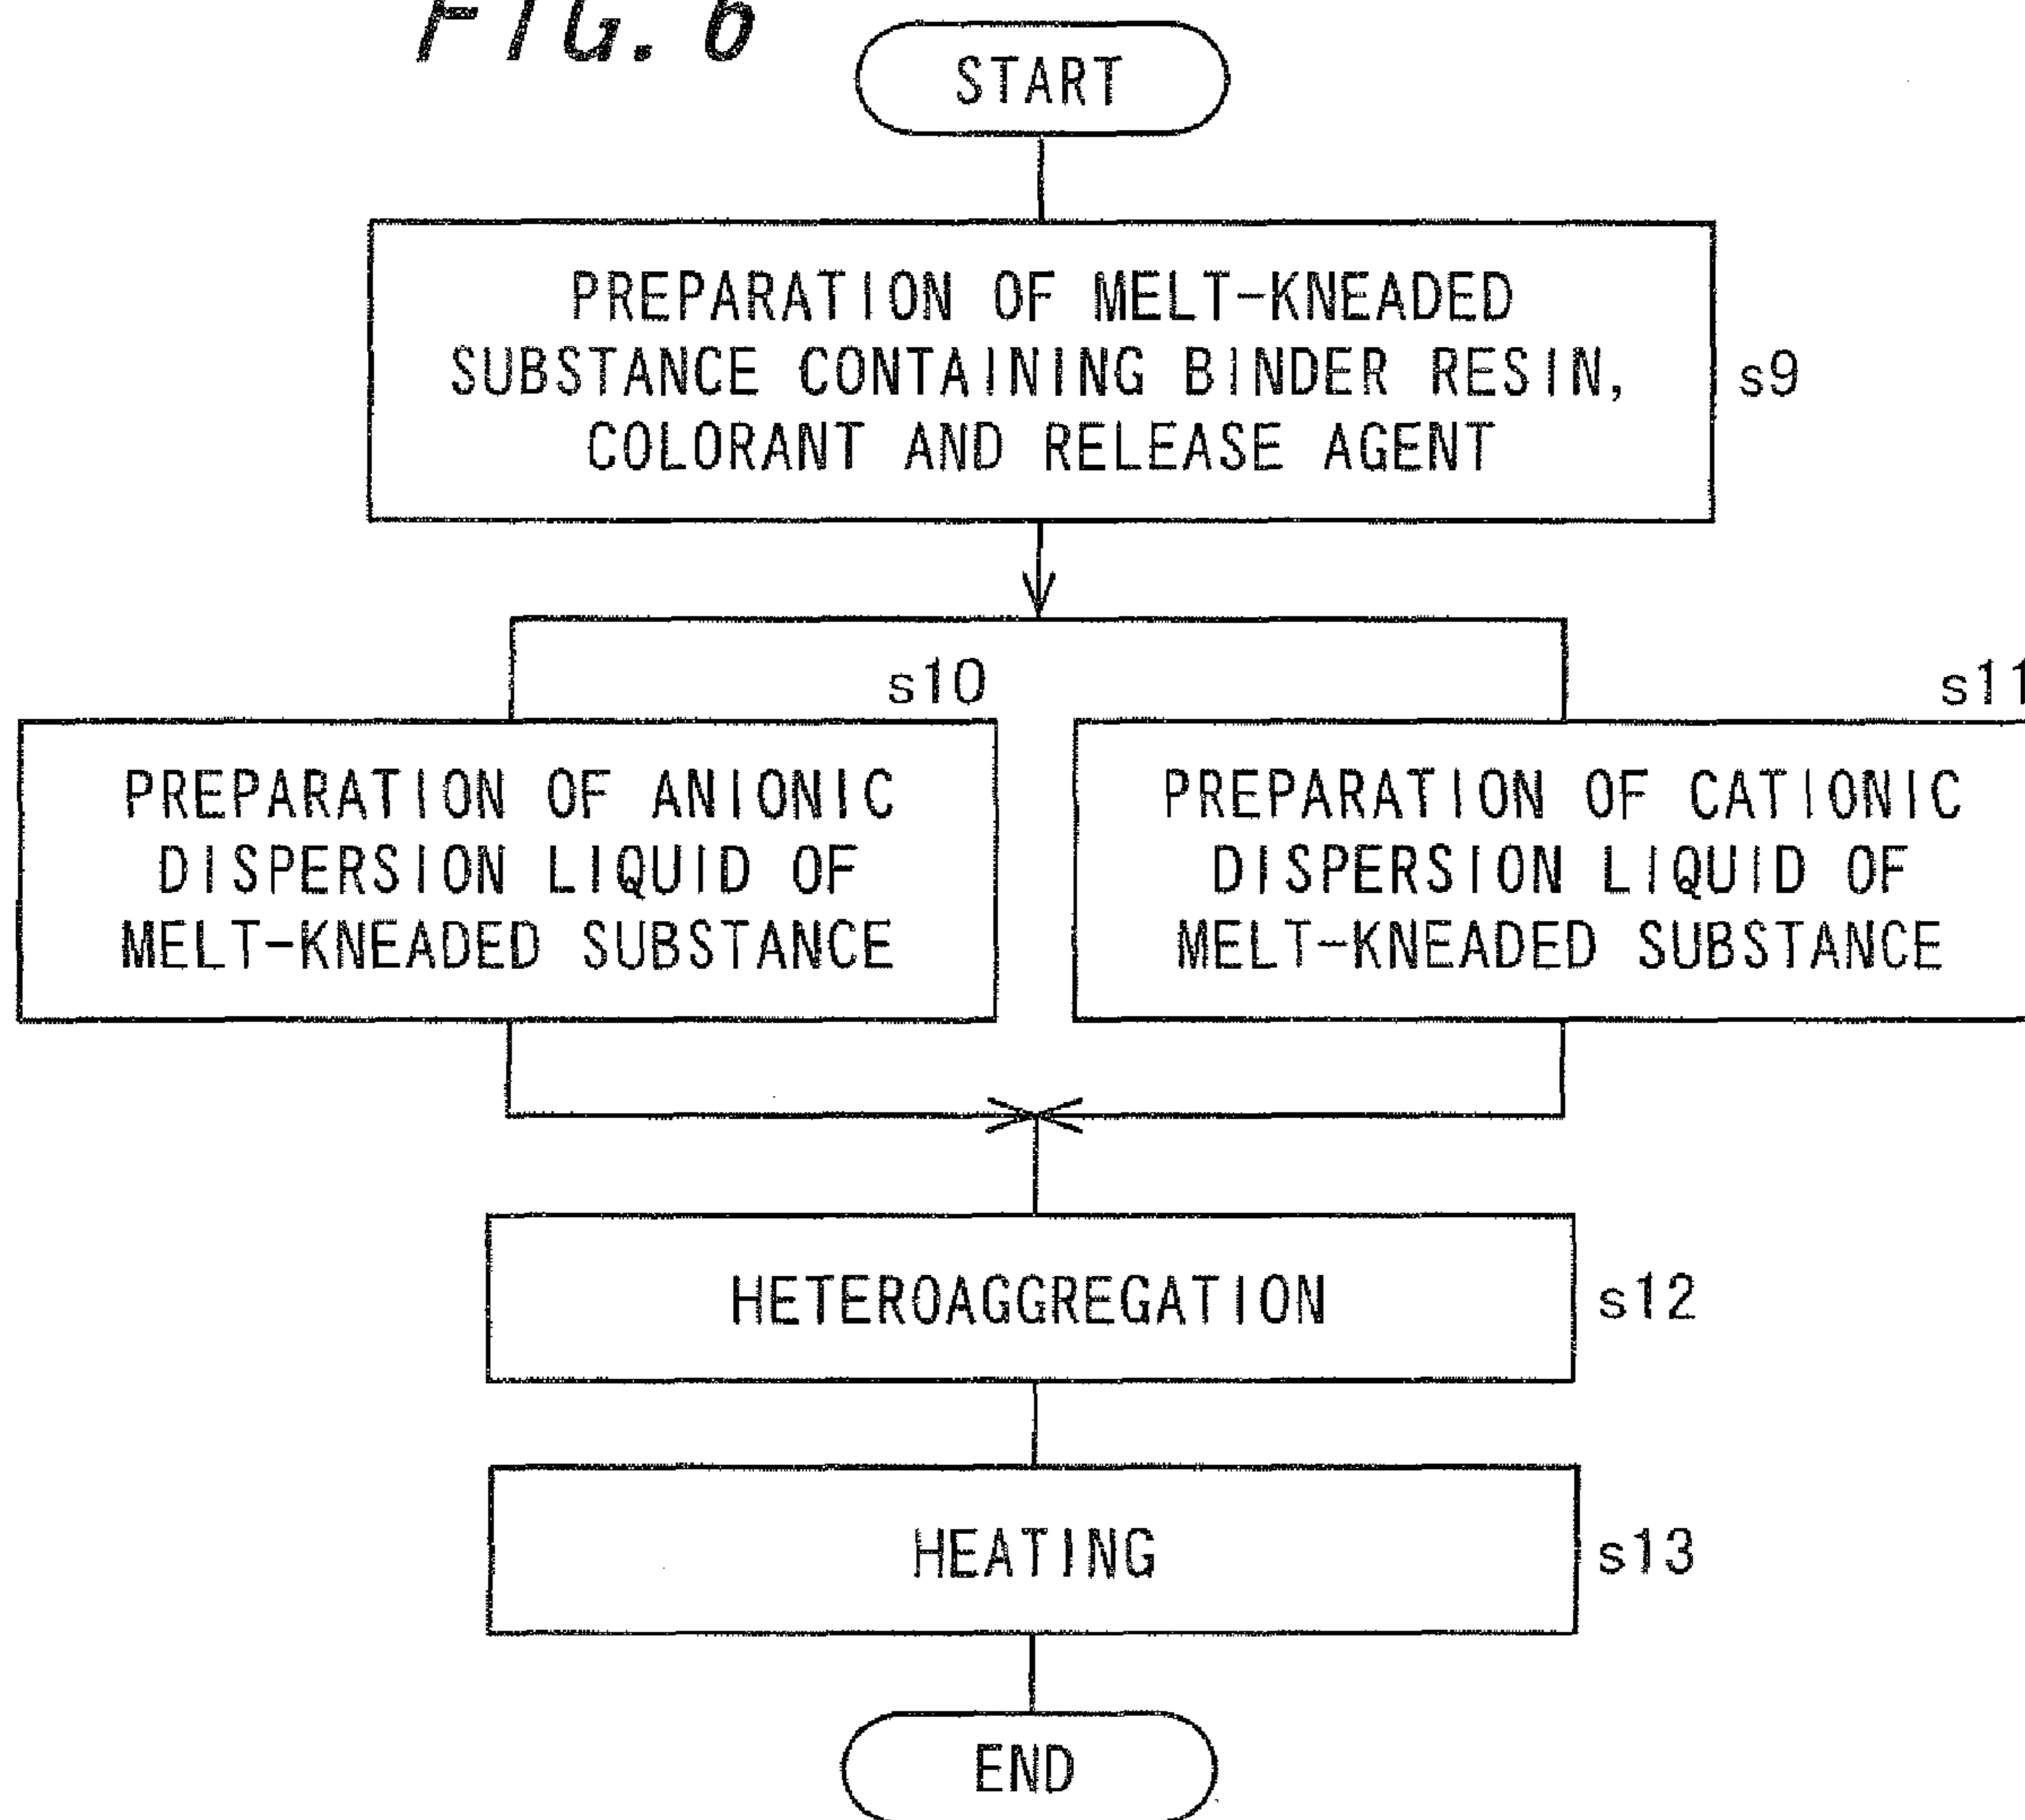 FIG. 6
START
PREPARATION OF MELT-KNEADED
SUBSTANCE CONTAINING BINDER RESIN,
COLORANT AND RELEASE AGENT
s9
s10
s11
PREPARATION OF ANIONIC
DISPERSION LIQUID OF
MELT-KNEADED SUBSTANCE
PREPARATION OF CATIONIC
DISPERSION LIQUID OF
MELT-KNEADED SUBSTANCE
HETEROAGGREGATION
s12
HEATING
s13
END